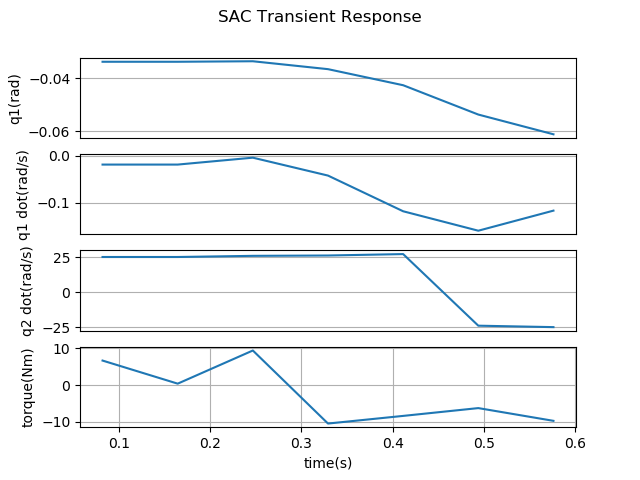 SAC Transient Response
q1(rad)
−0.04
−0.06
q1 dot(rad/s)
0.0
−0.1
q2 dot(rad/s)
25
0
−25
torque(Nm)
10
0
−10
0.1 0.2 0.3 0.4 0.5 0.6
time(s)